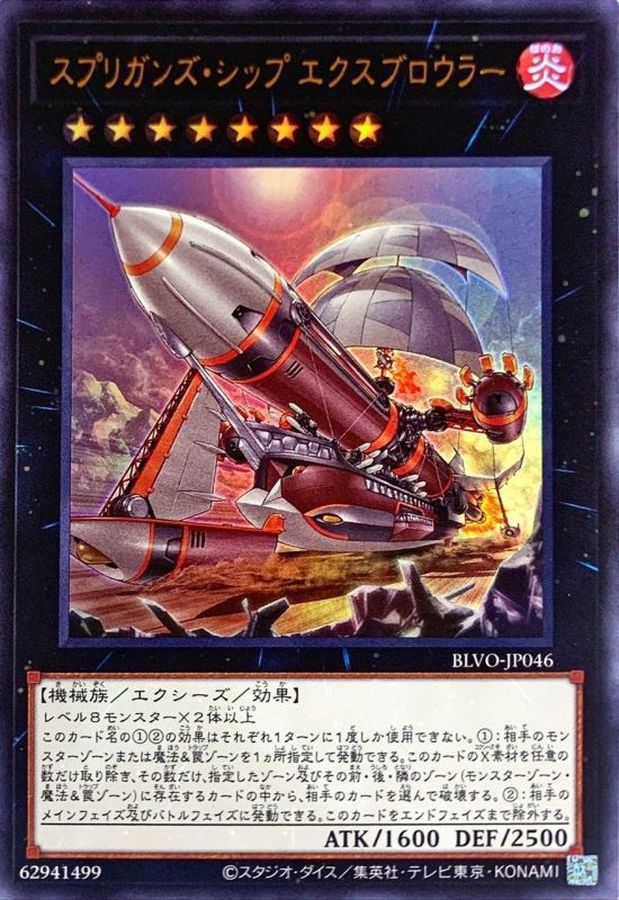 スプリガンズ・シップ エクスブロウラー
炎
BLVO-JP046
【機械族/エクシーズ/効果】
レベル8モンスター×2体以上
このカード名の①②の効果はそれぞれ1ターンに1度しか使用できない。①:相手のモン
スターゾーンまたは魔法&罠ゾーンを1ヵ所指定して発動できる。このカードのX素材を任意の
数だけ取り除き、その数だけ、指定したゾーン及びその前・後・隣のゾーン(モンスターゾーン・
魔法&罠ゾーン)に存在するカードの中から、相手のカードを選んで破壊する。②:相手の
メインフェイズ及びバトルフェイズに発動できる。このカードをエンドフェイズまで除外する。
ATK/1600 DEF/2500
62941499
©スタジオ・ダイス/集英社・テレビ東京・KONAMI